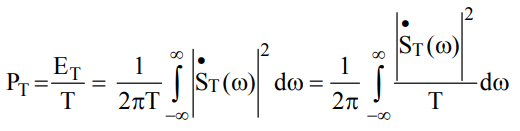 P_T = E_T/T = 1/(2πT) ∫_{-∞}^{∞} |Ṡ_T(ω)|² dω = 1/(2π) ∫_{-∞}^{∞} |Ṡ_T(ω)|²/T dω